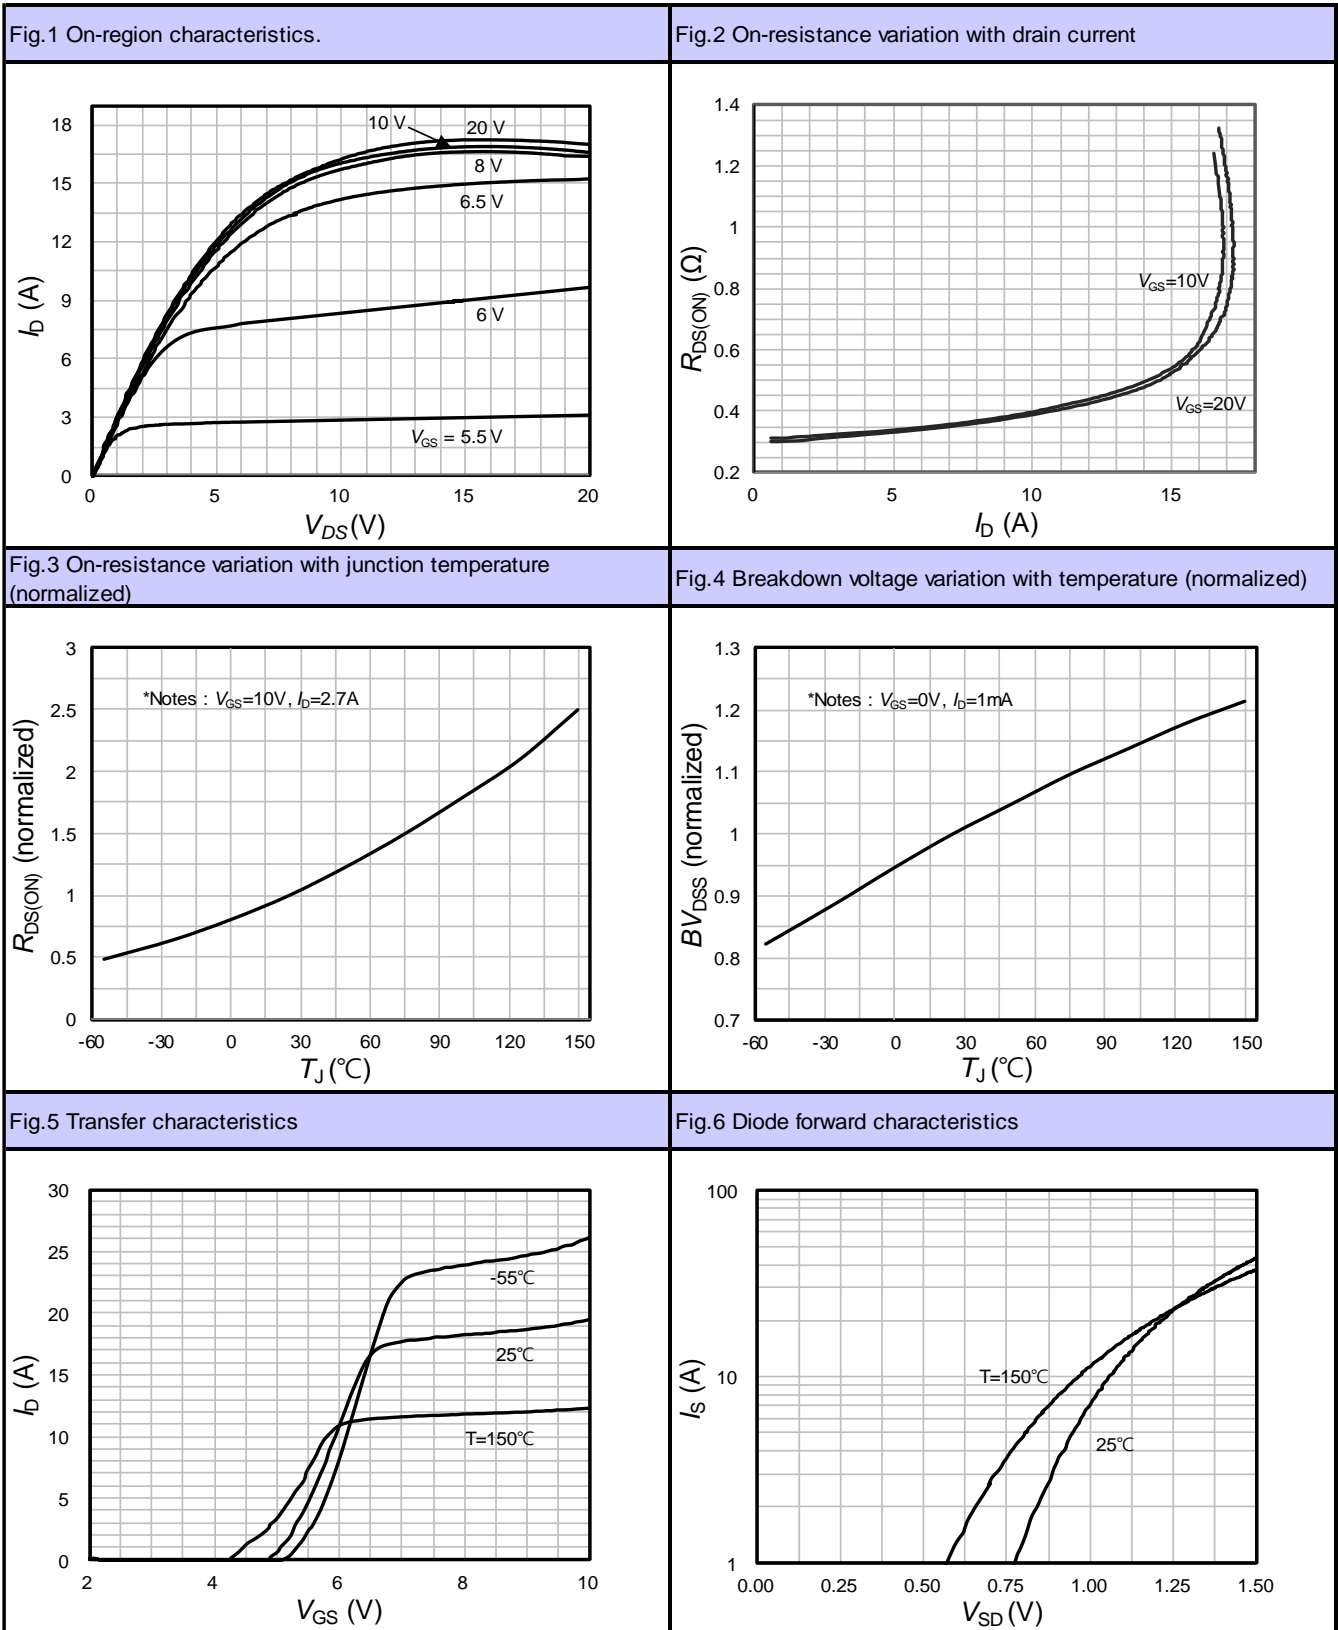 Fig.1 On-region characteristics.
Fig.2 On-resistance variation with drain current
18
15
12
9
6
3
0
I_D (A)
10 V
20 V
8 V
6.5 V
6 V
V_GS = 5.5 V
0 5 10 15 20
V_DS (V)
1.4
1.2
1
0.8
0.6
0.4
0.2
R_DS(ON) (Ω)
V_GS=10V
V_GS=20V
0 5 10 15
I_D (A)
Fig.3 On-resistance variation with junction temperature
(normalized)
Fig.4 Breakdown voltage variation with temperature (normalized)
3
2.5
2
1.5
1
0.5
0
R_DS(ON) (normalized)
*Notes : V_GS=10V, I_D=2.7A
-60 -30 0 30 60 90 120 150
T_J (℃)
1.3
1.2
1.1
1
0.9
0.8
0.7
BV_DSS (normalized)
*Notes : V_GS=0V, I_D=1mA
-60 -30 0 30 60 90 120 150
T_J (℃)
Fig.5 Transfer characteristics
Fig.6 Diode forward characteristics
30
25
20
15
10
5
0
I_D (A)
-55℃
25℃
T=150℃
2 4 6 8 10
V_GS (V)
100
10
1
I_S (A)
T=150℃
25℃
0.00 0.25 0.50 0.75 1.00 1.25 1.50
V_SD (V)